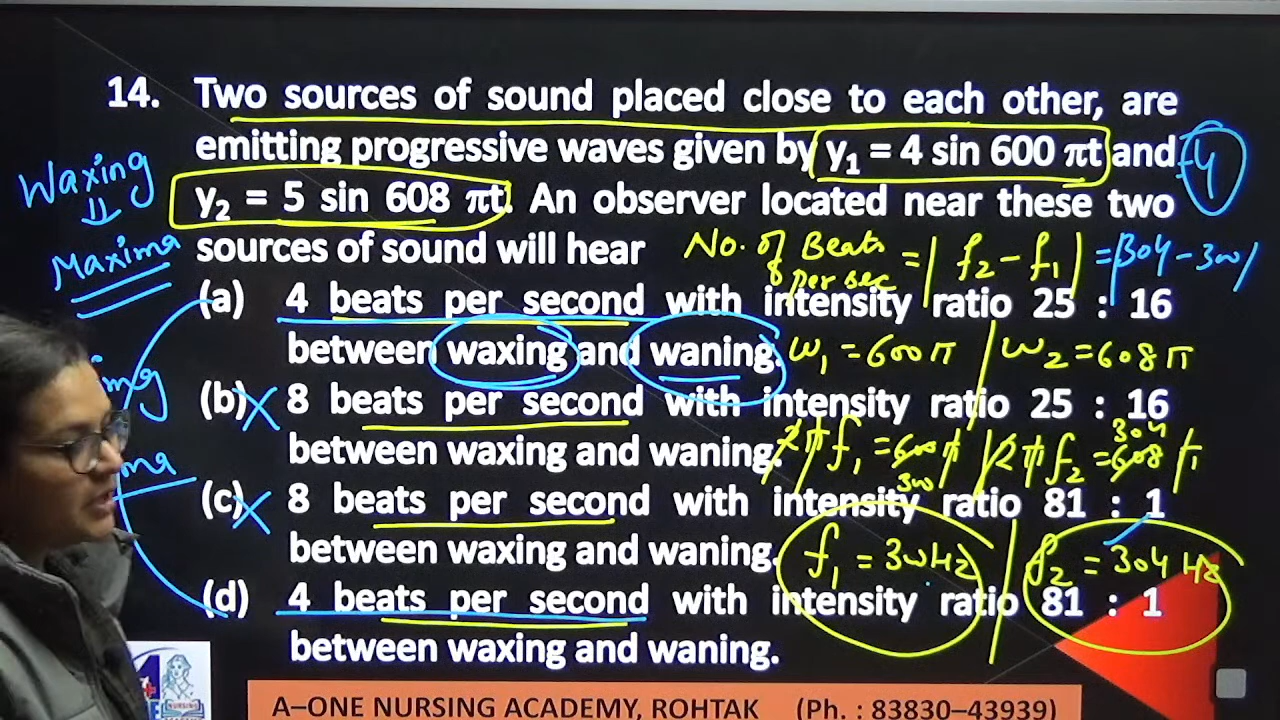 14. Two sources of sound placed close to each other, are
emitting progressive waves given by y₁ = 4 sin 600 πt and
y₂ = 5 sin 608 πt. An observer located near these two
sources of sound will hear
(a) 4 beats per second with intensity ratio 25 : 16
between waxing and waning.
(b) 8 beats per second with intensity ratio 25 : 16
between waxing and waning.
(c) 8 beats per second with intensity ratio 81 : 1
between waxing and waning.
(d) 4 beats per second with intensity ratio 81 : 1
between waxing and waning.
Waxing
⇓
Maxima
No. of Beats per sec = | f₂ - f₁ | = |304 - 300|
4
ω₁ = 600π | ω₂ = 608π
2πf₁ = 600π | 2πf₂ = 608π
300
304
f₁ = 300Hz | f₂ = 304 Hz
NURSING
A–ONE NURSING ACADEMY, ROHTAK (Ph. : 83830–43939)